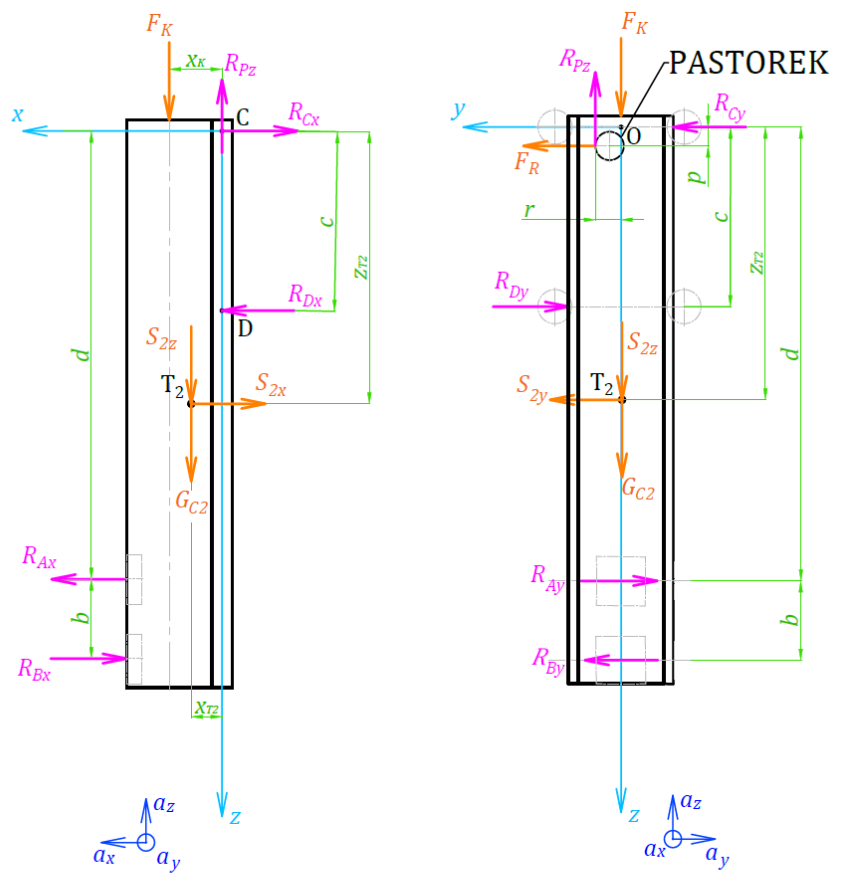 F_K
x_K
R_Pz
x
C
R_Cx
c
z_T2
R_Dx
D
d
S_2z
T_2
S_2x
G_C2
R_Ax
b
R_Bx
x_T2
z
a_z
a_x
a_y
F_K
R_Pz
PASTOREK
R_Cy
y
O
F_R
p
r
c
z_T2
R_Dy
d
S_2z
S_2y
T_2
G_C2
R_Ay
b
R_By
z
a_z
a_x
a_y